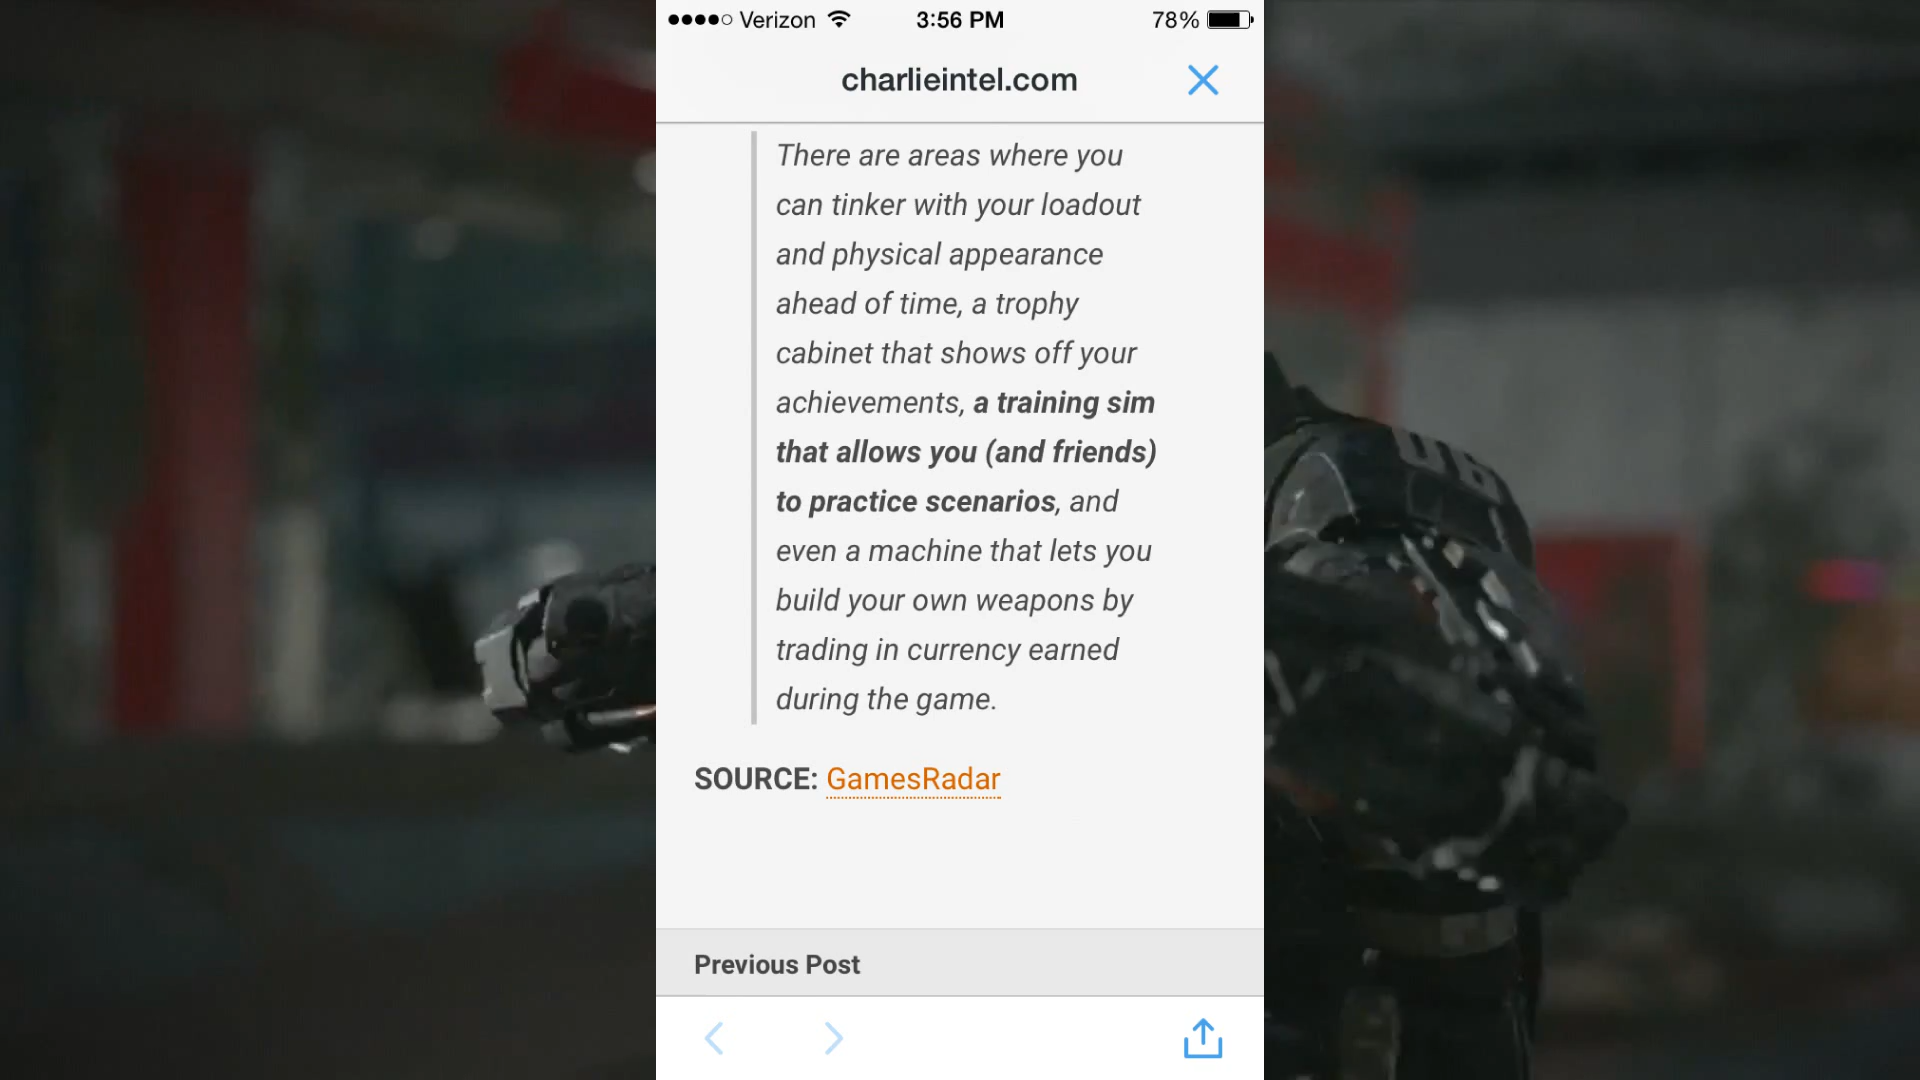 Verizon 3:56 PM 78%
charlieintel.com
There are areas where you
can tinker with your loadout
and physical appearance
ahead of time, a trophy
cabinet that shows off your
achievements, a training sim
that allows you (and friends)
to practice scenarios, and
even a machine that lets you
build your own weapons by
trading in currency earned
during the game.
SOURCE: GamesRadar
Previous Post
06